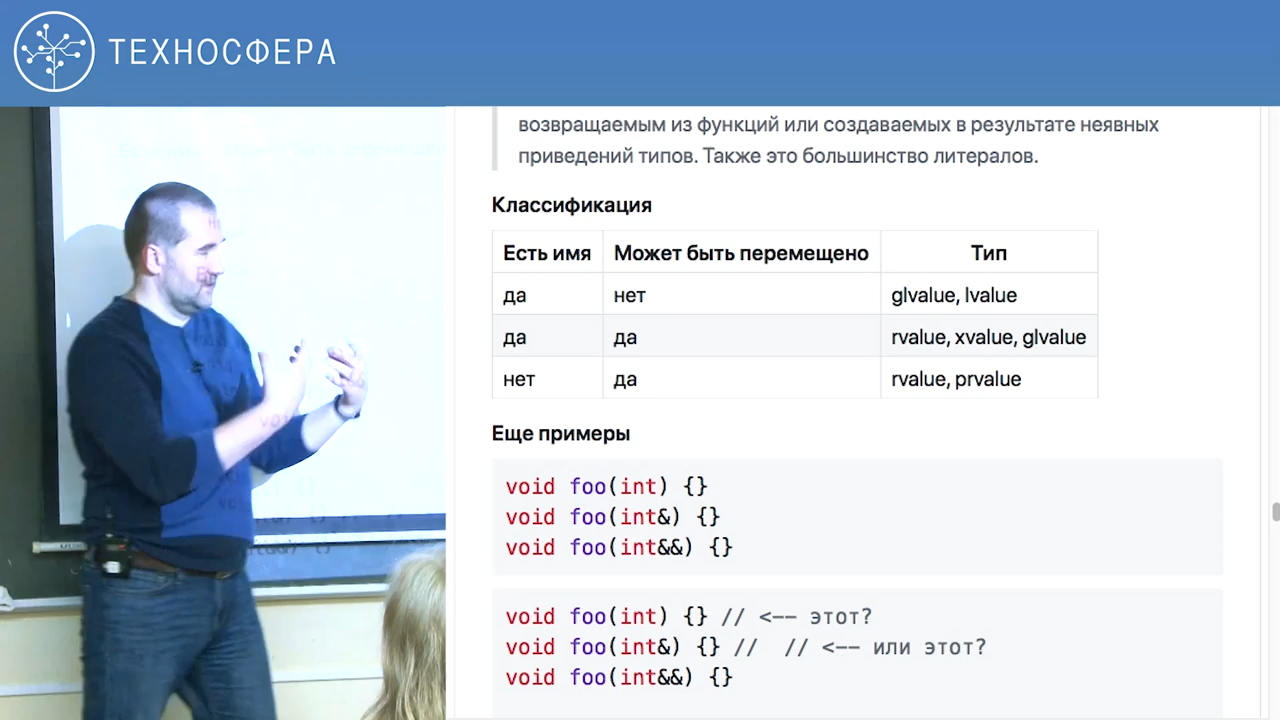 ТЕХНОСФЕРА
возвращаемым из функций или создаваемых в результате неявных
приведений типов. Также это большинство литералов.
Классификация
Есть имя Может быть перемещено Тип
да нет glvalue, lvalue
да да rvalue, xvalue, glvalue
нет да rvalue, prvalue
Еще примеры
void foo(int) {}
void foo(int&) {}
void foo(int&&) {}
void foo(int) {} // <-- этот?
void foo(int&) {} //  // <-- или этот?
void foo(int&&) {}